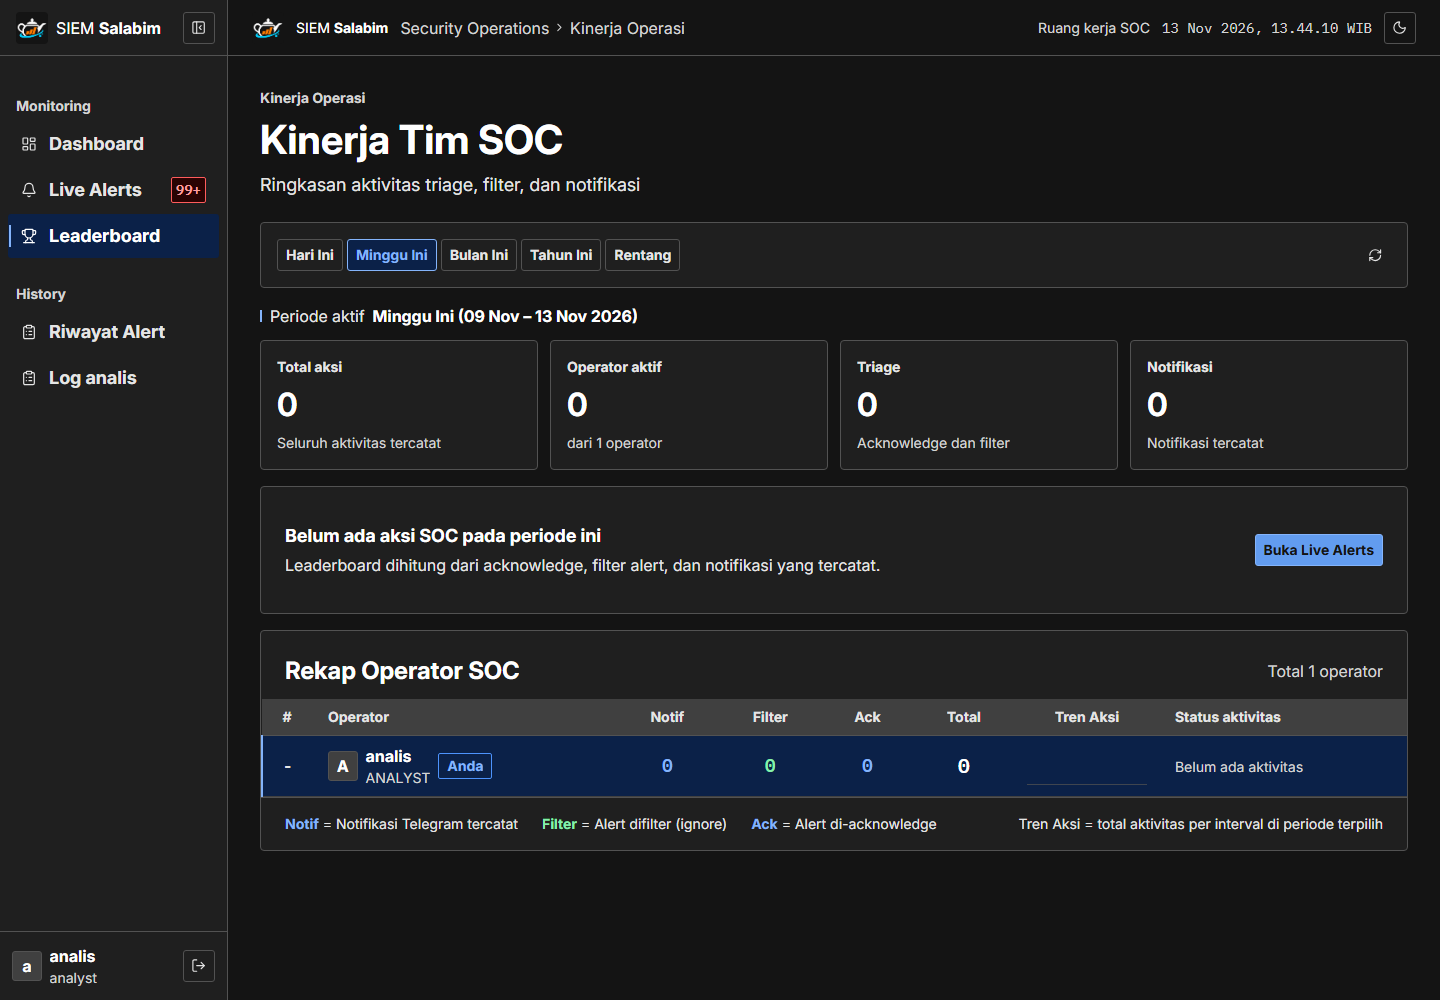 SIEM Salabim
Monitoring
Dashboard
Live Alerts 99+
Leaderboard
History
Riwayat Alert
Log analis
a analis
analyst
SIEM Salabim Security Operations › Kinerja Operasi
Ruang kerja SOC 13 Nov 2026, 13.44.10 WIB
Kinerja Operasi
Kinerja Tim SOC
Ringkasan aktivitas triage, filter, dan notifikasi
Hari Ini Minggu Ini Bulan Ini Tahun Ini Rentang
Periode aktif Minggu Ini (09 Nov – 13 Nov 2026)
Total aksi
0
Seluruh aktivitas tercatat
Operator aktif
0
dari 1 operator
Triage
0
Acknowledge dan filter
Notifikasi
0
Notifikasi tercatat
Belum ada aksi SOC pada periode ini
Leaderboard dihitung dari acknowledge, filter alert, dan notifikasi yang tercatat.
Buka Live Alerts
Rekap Operator SOC
Total 1 operator
# Operator Notif Filter Ack Total Tren Aksi Status aktivitas
- A analis ANALYST Anda 0 0 0 0 Belum ada aktivitas
Notif = Notifikasi Telegram tercatat Filter = Alert difilter (ignore) Ack = Alert di-acknowledge Tren Aksi = total aktivitas per interval di periode terpilih